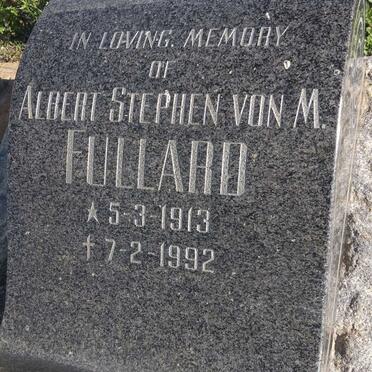 IN LOVING MEMORY
OF
ALBERT STEPHEN VON M.
FULLARD
★ 5-3-1913
† 7-2-1992